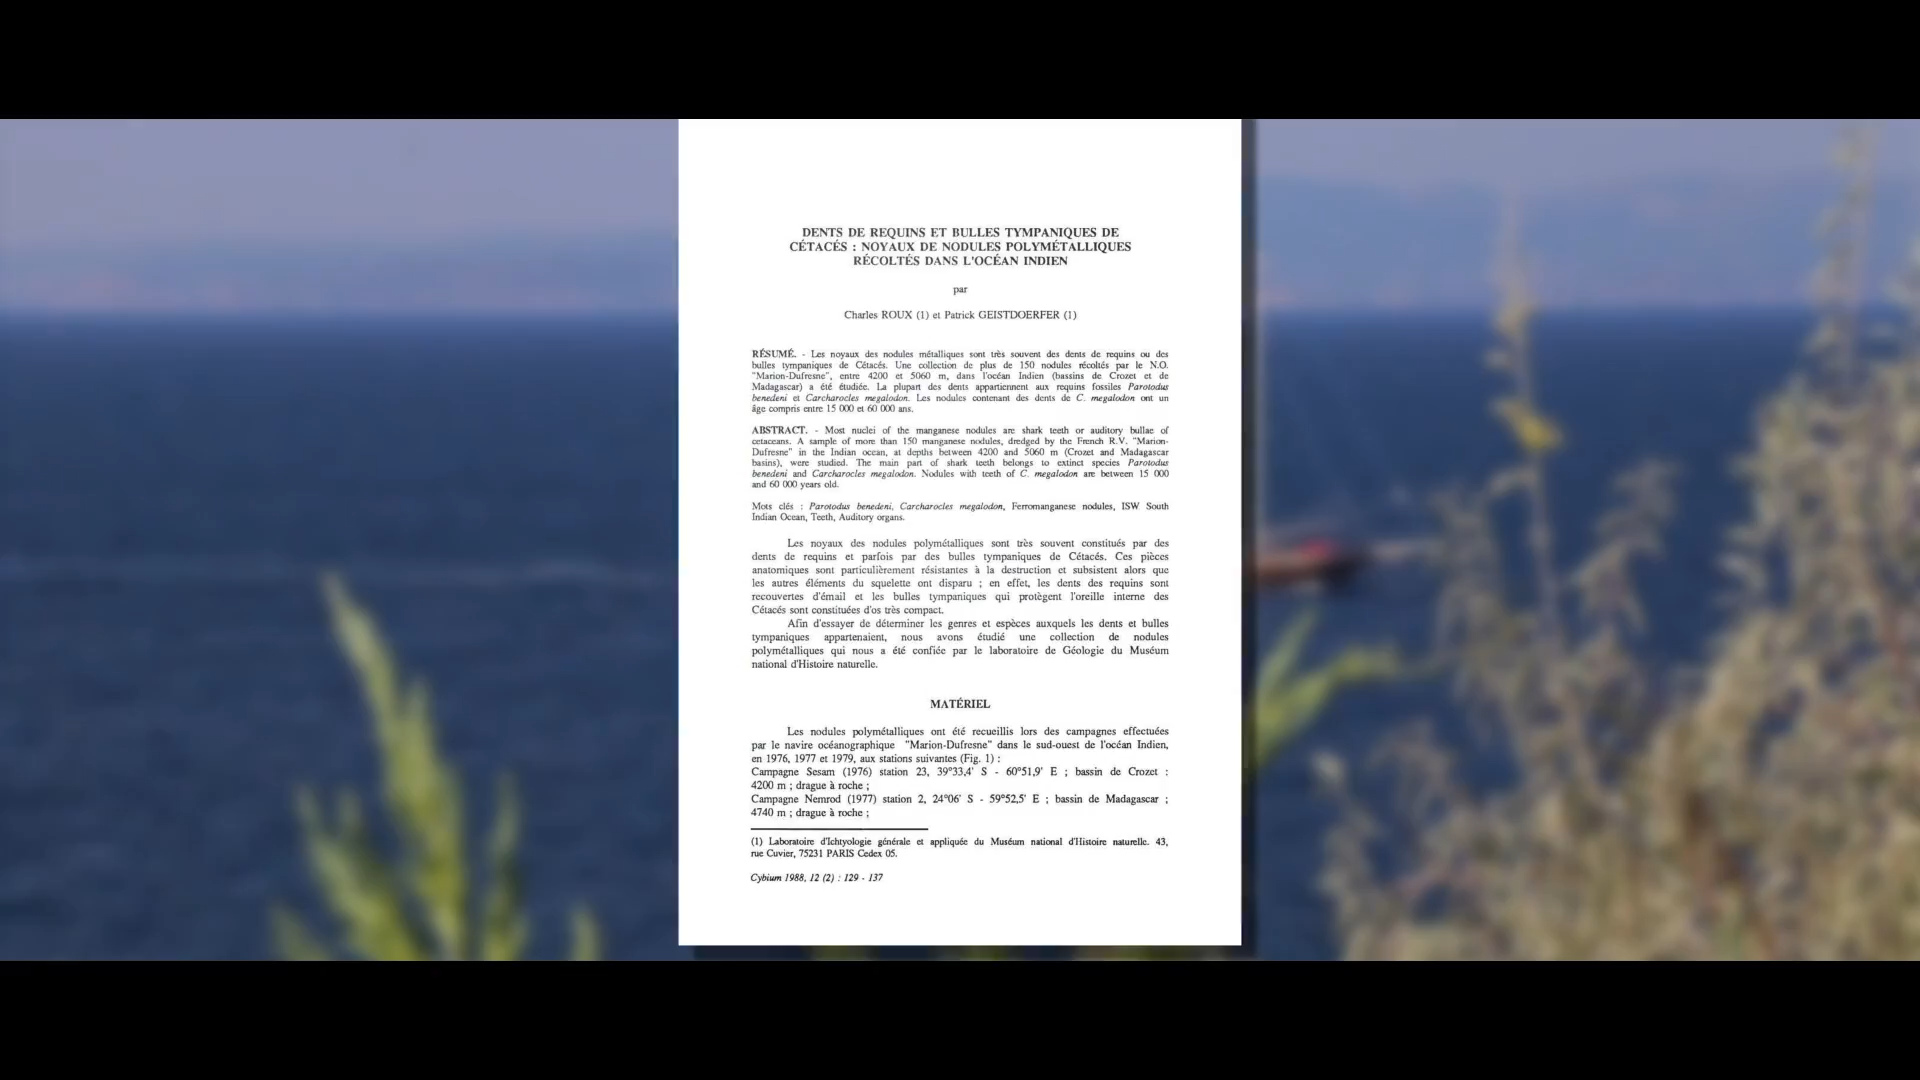 DENTS DE REQUINS ET BULLES TYMPANIQUES DE
CÉTACÉS : NOYAUX DE NODULES POLYMÉTALLIQUES
RÉCOLTÉS DANS L'OCÉAN INDIEN
par
Charles ROUX (1) et Patrick GEISTDOERFER (1)
RÉSUMÉ. - Les noyaux des nodules métalliques sont très souvent des dents de requins ou des
bulles tympaniques de Cétacés. Une collection de plus de 150 nodules récoltés par le N.O.
"Marion-Dufresne", entre 4200 et 5060 m, dans l'océan Indien (bassins de Crozet et de
Madagascar) a été étudiée. La plupart des dents appartiennent aux requins fossiles Parotodus
benedeni et Carcharocles megalodon. Les nodules contenant des dents de C. megalodon ont un
âge compris entre 15 000 et 60 000 ans.
ABSTRACT. - Most nuclei of the manganese nodules are shark teeth or auditory bullae of
cetaceans. A sample of more than 150 manganese nodules, dredged by the French R.V. "Marion-
Dufresne" in the Indian ocean, at depths between 4200 and 5060 m (Crozet and Madagascar
basins), were studied. The main part of shark teeth belongs to extinct species Parotodus
benedeni and Carcharocles megalodon. Nodules with teeth of C. megalodon are between 15 000
and 60 000 years old.
Mots clés : Parotodus benedeni, Carcharocles megalodon, Ferromanganese nodules, ISW South
Indian Ocean, Teeth, Auditory organs.
Les noyaux des nodules polymétalliques sont très souvent constitués par des
dents de requins et parfois par des bulles tympaniques de Cétacés. Ces pièces
anatomiques sont particulièrement résistantes à la destruction et subsistent alors que
les autres éléments du squelette ont disparu ; en effet, les dents des requins sont
recouvertes d'émail et les bulles tympaniques qui protègent l'oreille interne des
Cétacés sont constituées d'os très compact.
Afin d'essayer de déterminer les genres et espèces auxquels les dents et bulles
tympaniques appartenaient, nous avons étudié une collection de nodules
polymétalliques qui nous a été confiée par le laboratoire de Géologie du Muséum
national d'Histoire naturelle.
MATÉRIEL
Les nodules polymétalliques ont été recueillis lors des campagnes effectuées
par le navire océanographique "Marion-Dufresne" dans le sud-ouest de l'océan Indien,
en 1976, 1977 et 1979, aux stations suivantes (Fig. 1) :
Campagne Sesam (1976) station 23, 39°33,4' S - 60°51,9' E ; bassin de Crozet :
4200 m ; drague à roche ;
Campagne Nemrod (1977) station 2, 24°06' S - 59°52,5' E ; bassin de Madagascar ;
4740 m ; drague à roche ;
(1) Laboratoire d'Ichtyologie générale et appliquée du Muséum national d'Histoire naturelle. 43,
rue Cuvier, 75231 PARIS Cedex 05.
Cybium 1988, 12 (2) : 129 - 137